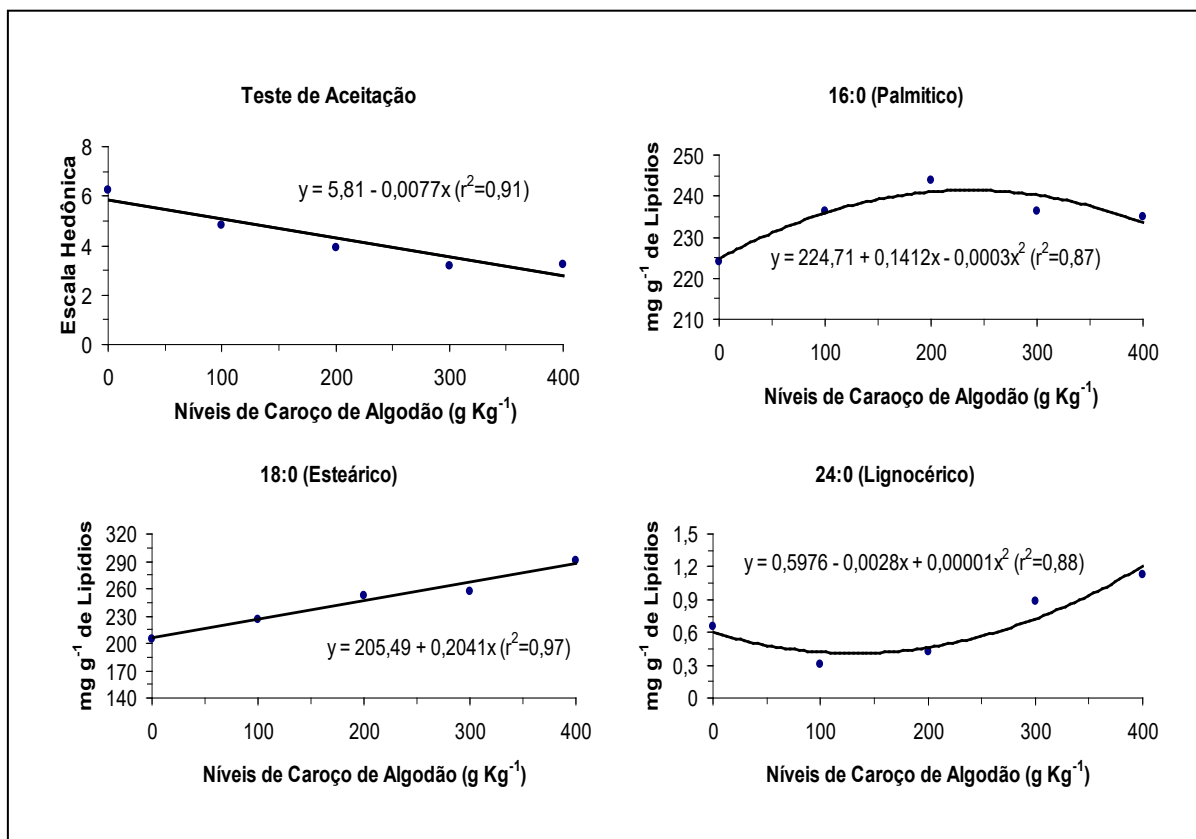 Teste de Aceitação
Escala Hedônica
8
6
4
2
0
y = 5,81 - 0,0077x (r²=0,91)
0 100 200 300 400
Níveis de Caroço de Algodão (g Kg⁻¹)
16:0 (Palmitico)
mg g⁻¹ de Lipídios
250
240
230
220
210
y = 224,71 + 0,1412x - 0,0003x² (r²=0,87)
0 100 200 300 400
Níveis de Caraoço de Algodão (g Kg⁻¹)
18:0 (Esteárico)
mg g⁻¹ de Lipídios
320
290
260
230
200
170
140
y = 205,49 + 0,2041x (r²=0,97)
0 100 200 300 400
Níveis de Caroço de Algodão (g Kg⁻¹)
24:0 (Lignocérico)
mg g⁻¹ de Lipídios
1,5
1,2
0,9
0,6
0,3
0
y = 0,5976 - 0,0028x + 0,00001x² (r²=0,88)
0 100 200 300 400
Níveis de Caroço de Algodão (g Kg⁻¹)